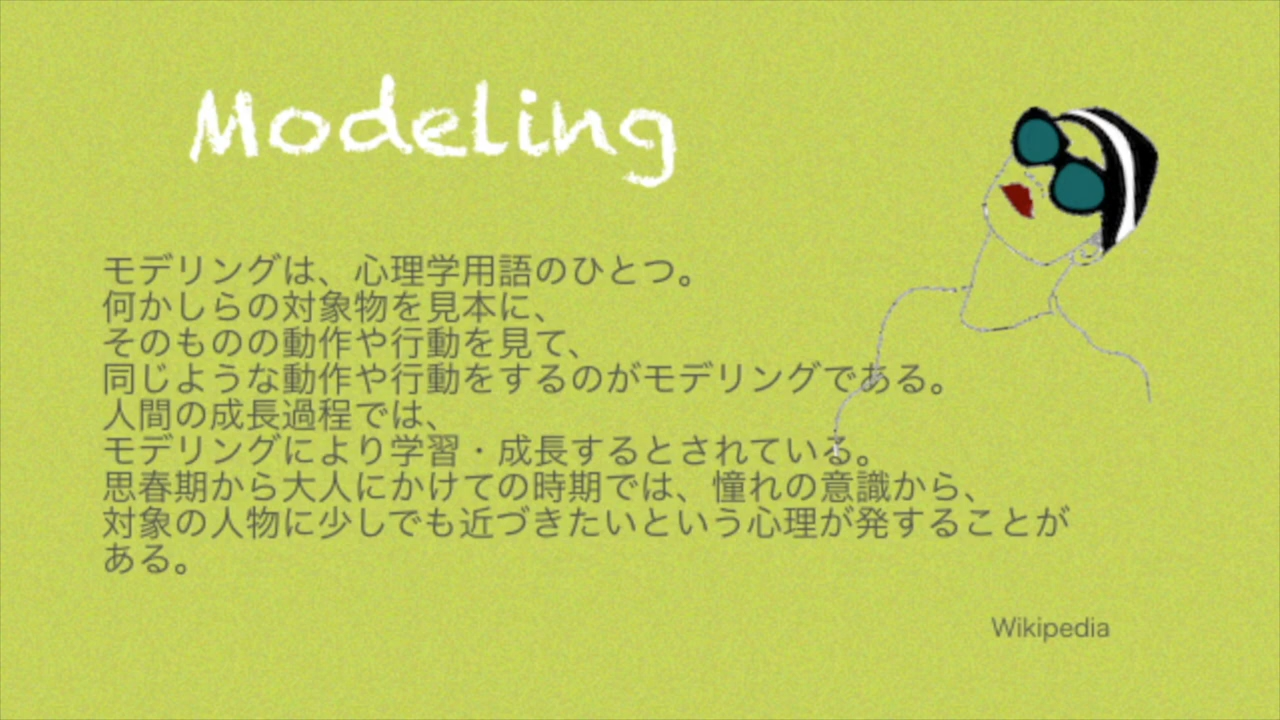 Modeling
モデリングは、心理学用語のひとつ。
何かしらの対象物を見本に、
そのものの動作や行動を見て、
同じような動作や行動をするのがモデリングである。
人間の成長過程では、
モデリングにより学習・成長するとされている。
思春期から大人にかけての時期では、憧れの意識から、
対象の人物に少しでも近づきたいという心理が発することが
ある。
Wikipedia